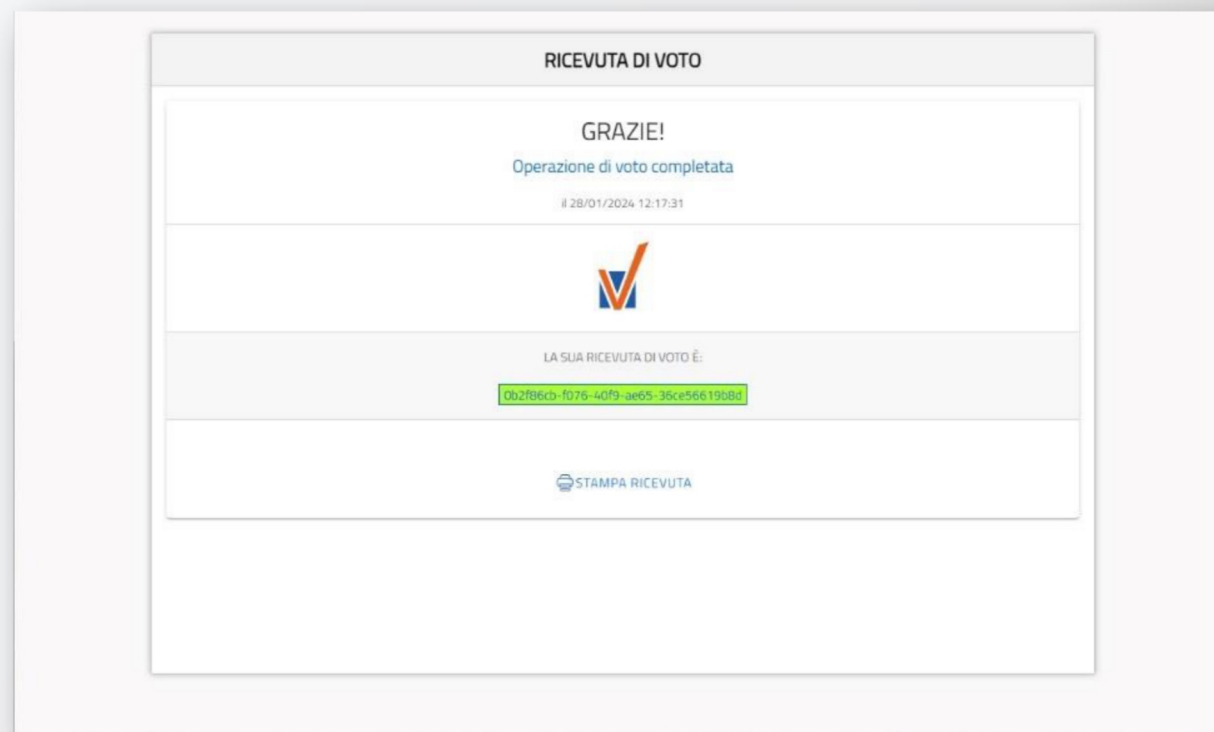 RICEVUTA DI VOTO
GRAZIE!
Operazione di voto completata
il 28/01/2024 12:17:31
LA SUA RICEVUTA DI VOTO È:
0b2f86cb-f076-40f9-ae65-36ce56619b8d
STAMPA RICEVUTA